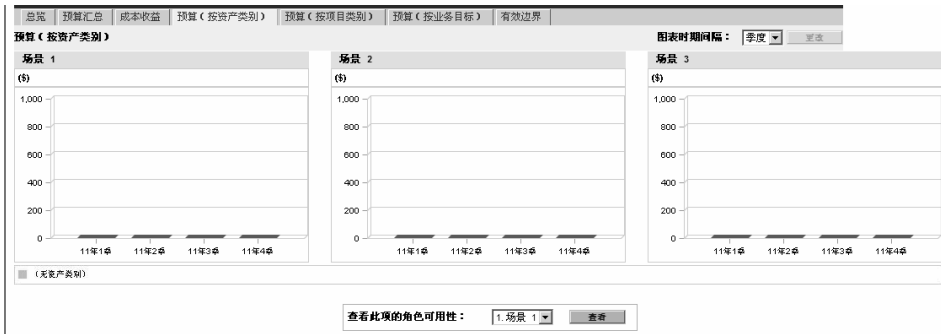 总览 预算汇总 成本收益 预算（按资产类别） 预算（按项目类别） 预算（按业务目标） 有效边界
预算（按资产类别） 图表时期间隔： 季度 更改
场景 1 场景 2 场景 3
($) ($) ($)
1,000 1,000 1,000
800 800 800
600 600 600
400 400 400
200 200 200
0 0 0
11年1季 11年2季 11年3季 11年4季 11年1季 11年2季 11年3季 11年4季 11年1季 11年2季 11年3季 11年4季
（无资产类别）
查看此项的角色可用性： 1. 场景 1 查看